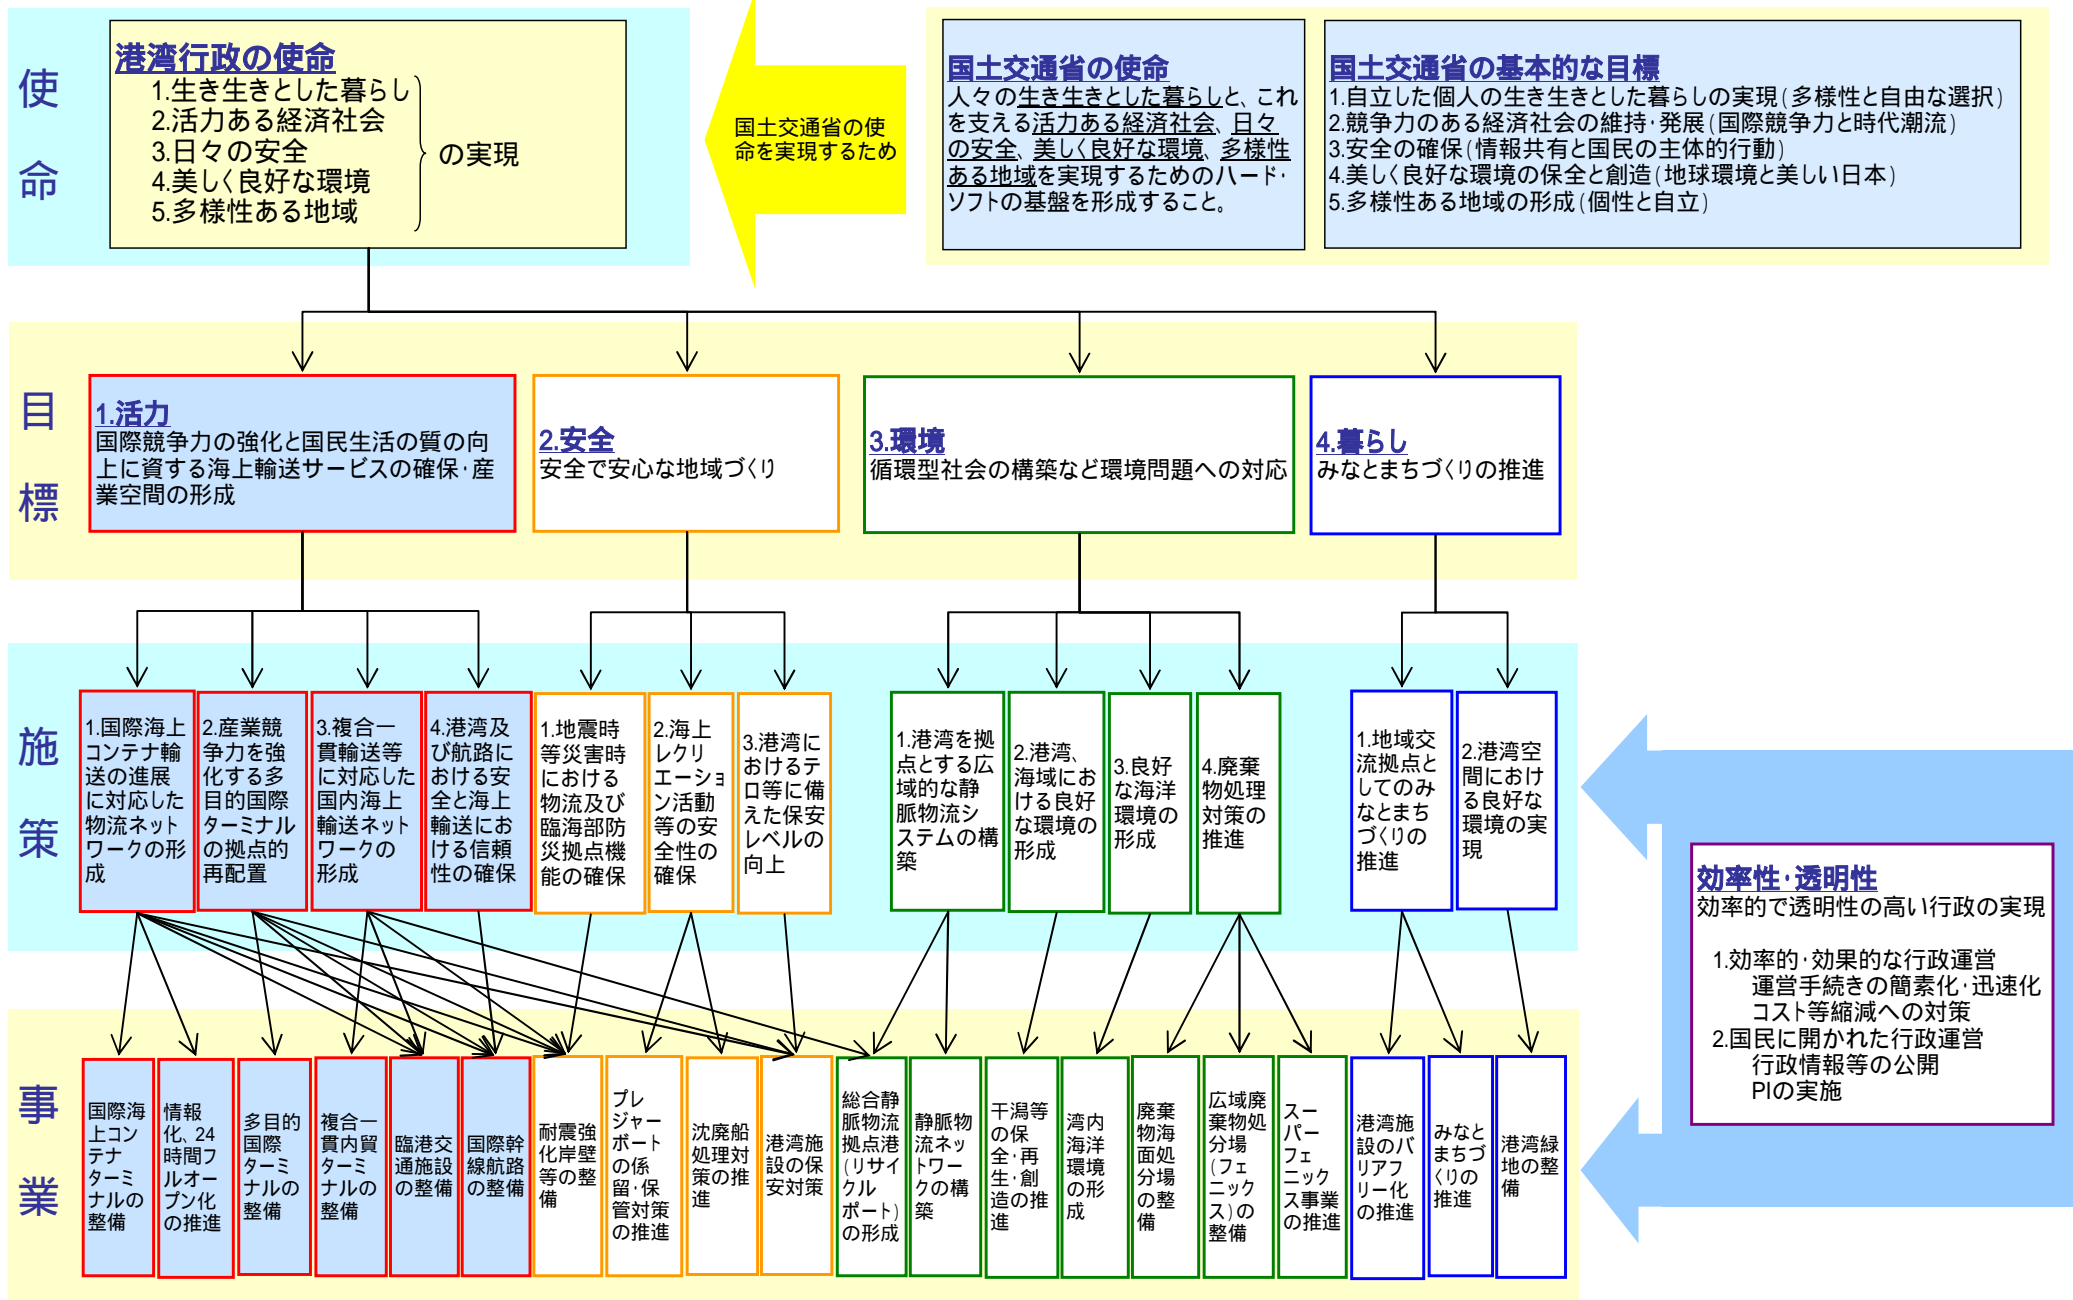 使
命
港湾行政の使命
1.生き生きとした暮らし
2.活力ある経済社会
3.日々の安全
4.美しく良好な環境
5.多様性ある地域
の実現
国土交通省の使
命を実現するため
国土交通省の使命
人々の生き生きとした暮らしと、これ
を支える活力ある経済社会、日々
の安全、美しく良好な環境、多様性
ある地域を実現するためのハード・
ソフトの基盤を形成すること。
国土交通省の基本的な目標
1.自立した個人の生き生きとした暮らしの実現(多様性と自由な選択)
2.競争力のある経済社会の維持・発展(国際競争力と時代潮流)
3.安全の確保(情報共有と国民の主体的行動)
4.美しく良好な環境の保全と創造(地球環境と美しい日本)
5.多様性ある地域の形成(個性と自立)
目
標
1.活力
国際競争力の強化と国民生活の質の向
上に資する海上輸送サービスの確保・産
業空間の形成
2.安全
安全で安心な地域づくり
3.環境
循環型社会の構築など環境問題への対応
4.暮らし
みなとまちづくりの推進
施
策
1.国際海上
コンテナ輸
送の進展
に対応した
物流ネット
ワークの形
成
2.産業競
争力を強
化する多
目的国際
ターミナル
の拠点的
再配置
3.複合一
貫輸送等
に対応した
国内海上
輸送ネット
ワークの
形成
4.港湾及
び航路に
おける安
全と海上
輸送にお
ける信頼
性の確保
1.地震時
等災害時
における
物流及び
臨海部防
災拠点機
能の確保
2.海上
レクリ
エーショ
ン活動
等の安
全性の
確保
3.港湾に
おけるテ
ロ等に備
えた保安
レベルの
向上
1.港湾を拠
点とする広
域的な静
脈物流シ
ステムの構
築
2.港湾、
海域にお
ける良好
な環境の
形成
3.良好
な海洋
環境の
形成
4.廃棄
物処理
対策の
推進
1.地域交
流拠点と
してのみ
なとまち
づくりの
推進
2.港湾空
間におけ
る良好な
環境の実
現
効率性・透明性
効率的で透明性の高い行政の実現
1.効率的・効果的な行政運営
運営手続きの簡素化・迅速化
コスト等縮減への対策
2.国民に開かれた行政運営
行政情報等の公開
PIの実施
事
業
国際海
上コン
テナ
ターミ
ナルの
整備
情報
化、24
時間フ
ルオー
プン化
の推進
多目的
国際
ターミ
ナルの
整備
複合一
貫内貿
ターミ
ナルの
整備
臨港交
通施設
の整備
国際幹
線航路
の整備
耐震強
化岸壁
等の整
備
プレ
ジャー
ボート
の係
留・保
管対策
の推進
沈廃船
処理対
策の推
進
港湾施
設の保
安対策
総合静
脈物流
拠点港
(リサイ
クル
ポート)
の形成
静脈物
流ネッ
トワー
クの構
築
干潟等
の保
全・再
生・創
造の推
進
湾内
海洋
環境
の形
成
廃棄
物海
面処
分場
の整
備
広域廃
棄物処
分場
(フェ
ニック
ス)の
整備
スー
パー
フェ
ニック
ス事業
の推進
港湾施
設のバ
リアフ
リー化
の推進
みなと
まちづ
くりの
推進
港湾緑
地の整
備